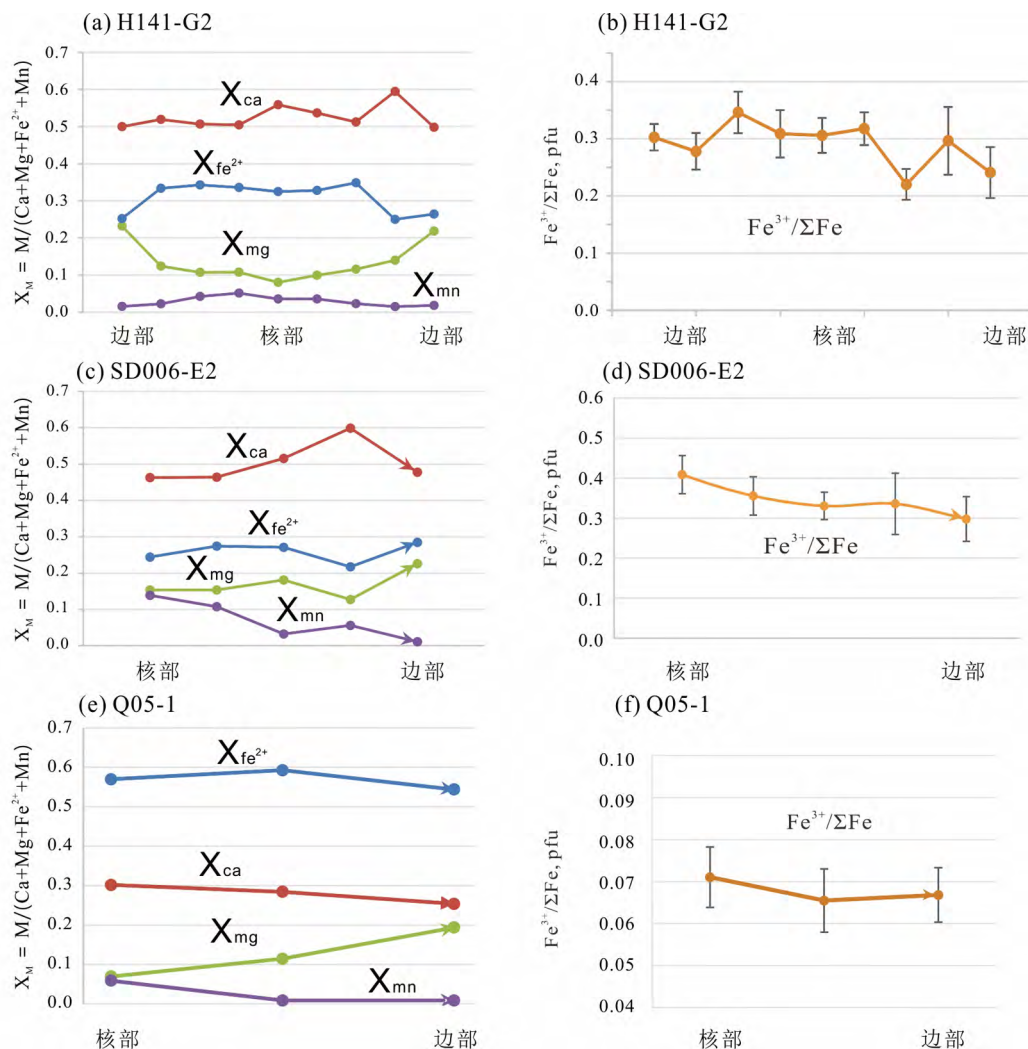 (a) H141-G2
X_M = M/(Ca+Mg+Fe²⁺+Mn)
0.7
0.6
0.5
0.4
0.3
0.2
0.1
0.0
Xca
Xfe²⁺
Xmg
Xmn
边部 核部 边部
(b) H141-G2
Fe³⁺/ΣFe, pfu
0.4
0.3
0.2
0.1
0.0
Fe³⁺/ΣFe
边部 核部 边部
(c) SD006-E2
X_M = M/(Ca+Mg+Fe²⁺+Mn)
0.7
0.6
0.5
0.4
0.3
0.2
0.1
0.0
Xca
Xfe²⁺
Xmg
Xmn
核部 边部
(d) SD006-E2
Fe³⁺/ΣFe, pfu
0.6
0.5
0.4
0.3
0.2
0.1
0.0
Fe³⁺/ΣFe
核部 边部
(e) Q05-1
X_M = M/(Ca+Mg+Fe²⁺+Mn)
0.7
0.6
0.5
0.4
0.3
0.2
0.1
0.0
Xfe²⁺
Xca
Xmg
Xmn
核部 边部
(f) Q05-1
Fe³⁺/ΣFe, pfu
0.10
0.09
0.08
0.07
0.06
0.05
0.04
Fe³⁺/ΣFe
核部 边部